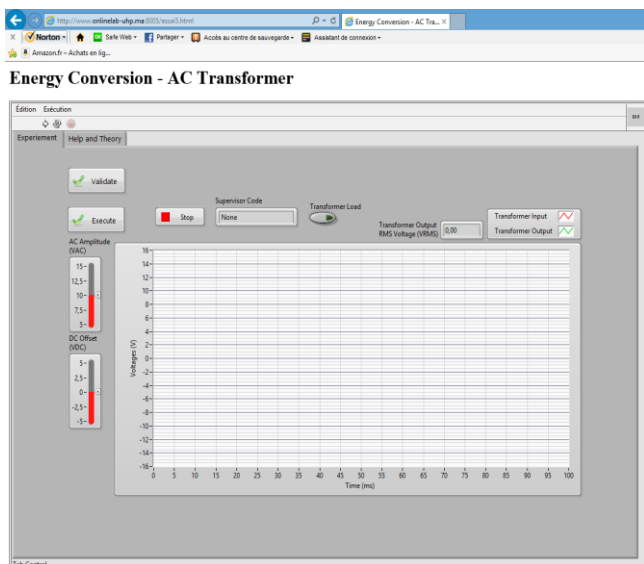 http://www.onlinelab-uhp.ma:8005/essai5.html
Energy Conversion - AC Tra...
X Norton - Safe Web - Partager - Accès au centre de sauvegarde - Assistant de connexion -
Amazon.fr – Achats en lig...
Energy Conversion - AC Transformer
Édition Exécution
Experiement Help and Theory
Validate
Supervisor Code
Transformer Load
Execute
Stop
None
Transformer Output
RMS Voltage (VRMS)
0,00
Transformer Input
Transformer Output
AC Amplitude
(VAC)
15-
12,5-
10-
7,5-
5-
DC Offset
(VDC)
5-
2,5-
0-
-2,5-
-5-
Voltages (V)
16-
14-
12-
10-
8-
6-
4-
2-
0-
-2-
-4-
-6-
-8-
-10-
-12-
-14-
-16-
0 5 10 15 20 25 30 35 40 45 50 55 60 65 70 75 80 85 90 95 100
Time (ms)